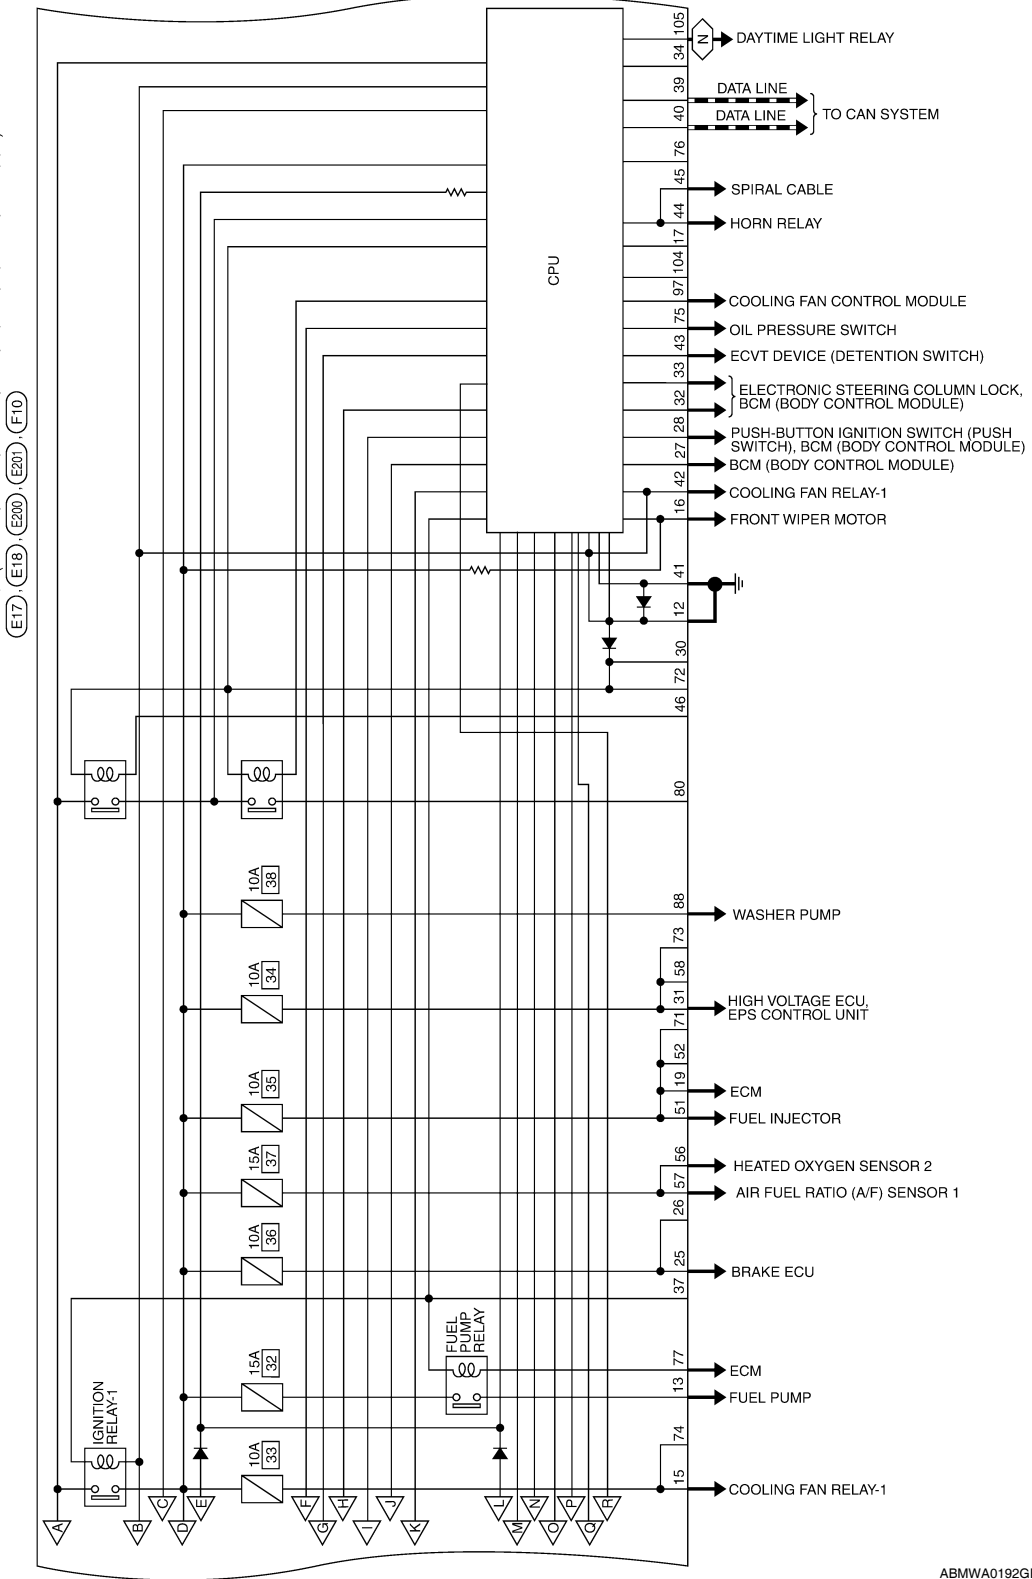 105
N
DAYTIME LIGHT RELAY
34
39
DATA LINE
40
DATA LINE
TO CAN SYSTEM
76
45
SPIRAL CABLE
44
HORN RELAY
17
104
CPU
97
COOLING FAN CONTROL MODULE
75
OIL PRESSURE SWITCH
43
ECVT DEVICE (DETENTION SWITCH)
33
32
ELECTRONIC STEERING COLUMN LOCK,
BCM (BODY CONTROL MODULE)
28
PUSH-BUTTON IGNITION SWITCH (PUSH
SWITCH), BCM (BODY CONTROL MODULE)
27
BCM (BODY CONTROL MODULE)
42
COOLING FAN RELAY-1
16
FRONT WIPER MOTOR
E17 , E18 , E200 , E201 , F10
41
12
30
72
46
80
10A
38
88
WASHER PUMP
73
58
10A
34
31
HIGH VOLTAGE ECU,
EPS CONTROL UNIT
71
52
10A
35
19
ECM
51
FUEL INJECTOR
15A
37
56
HEATED OXYGEN SENSOR 2
57
AIR FUEL RATIO (A/F) SENSOR 1
26
10A
36
25
BRAKE ECU
37
FUEL
PUMP
RELAY
15A
32
77
ECM
13
FUEL PUMP
IGNITION
RELAY-1
10A
33
74
15
COOLING FAN RELAY-1
A
B
C
D
E
F
G
H
I
J
K
L
M
N
O
P
Q
R